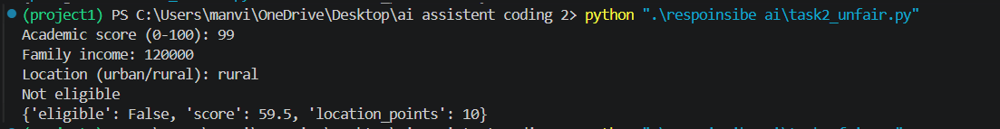 (project1) PS C:\Users\manvi\OneDrive\Desktop\ai assistent coding 2> python ".\respoinsibe ai\task2_unfair.py"
Academic score (0-100): 99
Family income: 120000
Location (urban/rural): rural
Not eligible
{'eligible': False, 'score': 59.5, 'location_points': 10}